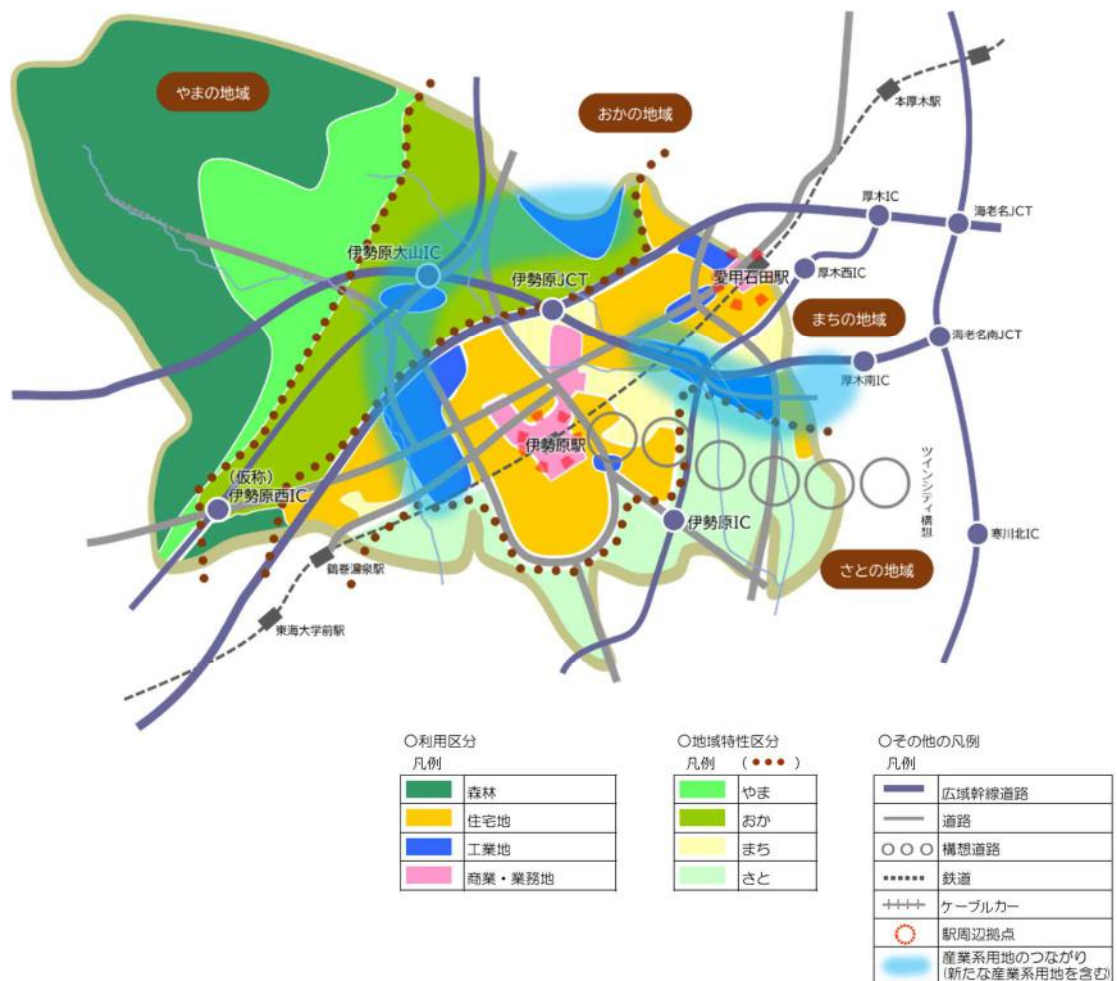 やまの地域
おかの地域
本厚木駅
厚木IC
海老名JCT
伊勢原大山IC
伊勢原JCT
愛甲石田駅
厚木西IC
まちの地域
海老名南JCT
厚木南IC
伊勢原駅
ツインシティ構想
(仮称)
伊勢原西IC
伊勢原IC
寒川北IC
鶴巻温泉駅
さとの地域
東海大学前駅
○利用区分
凡例
森林
住宅地
工業地
商業・業務地
○地域特性区分
凡例 (●●●)
やま
おか
まち
さと
○その他の凡例
凡例
広域幹線道路
道路
構想道路
鉄道
ケーブルカー
駅周辺拠点
産業系用地のつながり
(新たな産業系用地を含む)